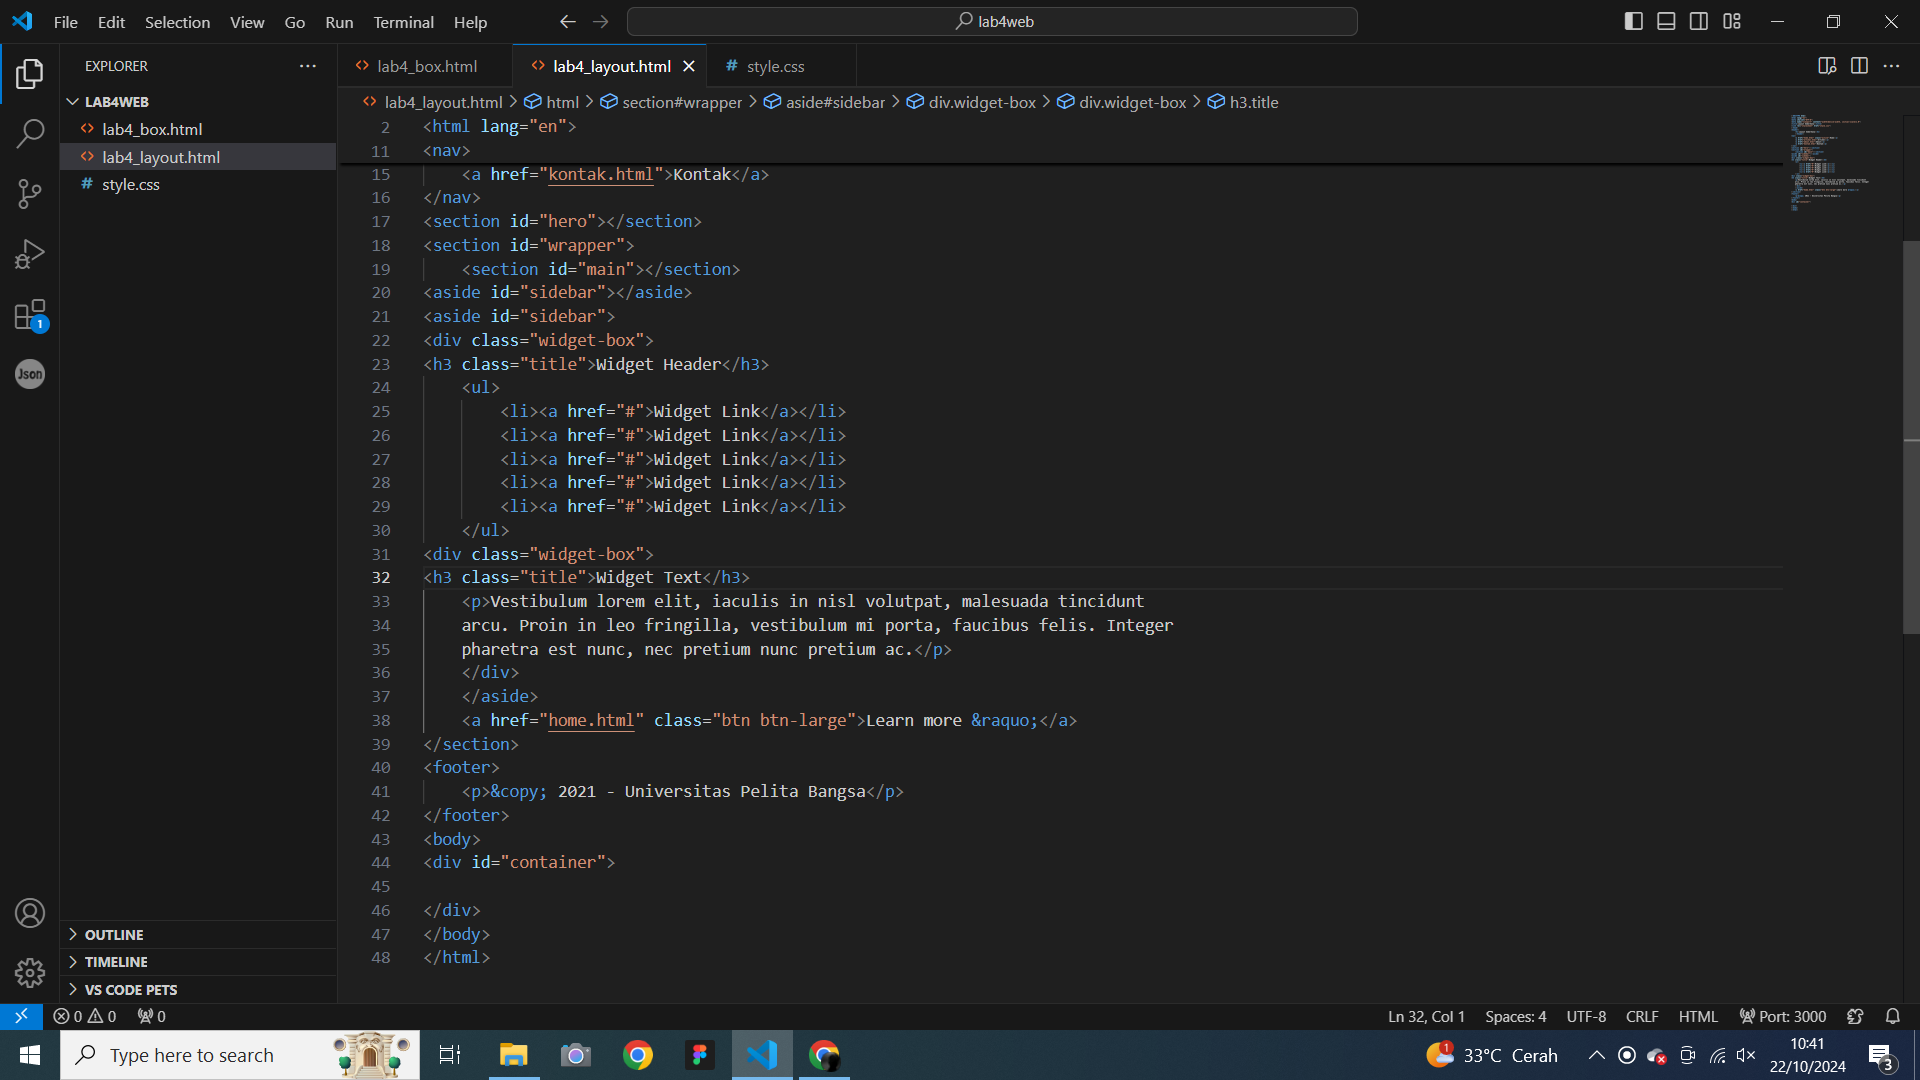 File Edit Selection View Go Run Terminal Help
lab4web
EXPLORER
LAB4WEB
lab4_box.html
lab4_layout.html
style.css
OUTLINE
TIMELINE
VS CODE PETS
1
Json
lab4_box.html lab4_layout.html style.css
lab4_layout.html > html > section#wrapper > aside#sidebar > div.widget-box > div.widget-box > h3.title
2 <html lang="en">
11 <nav>
15 <a href="kontak.html">Kontak</a>
16 </nav>
17 <section id="hero"></section>
18 <section id="wrapper">
19 <section id="main"></section>
20 <aside id="sidebar"></aside>
21 <aside id="sidebar">
22 <div class="widget-box">
23 <h3 class="title">Widget Header</h3>
24 <ul>
25 <li><a href="#">Widget Link</a></li>
26 <li><a href="#">Widget Link</a></li>
27 <li><a href="#">Widget Link</a></li>
28 <li><a href="#">Widget Link</a></li>
29 <li><a href="#">Widget Link</a></li>
30 </ul>
31 <div class="widget-box">
32 <h3 class="title">Widget Text</h3>
33 <p>Vestibulum lorem elit, iaculis in nisl volutpat, malesuada tincidunt
34 arcu. Proin in leo fringilla, vestibulum mi porta, faucibus felis. Integer
35 pharetra est nunc, nec pretium nunc pretium ac.</p>
36 </div>
37 </aside>
38 <a href="home.html" class="btn btn-large">Learn more &raquo;</a>
39 </section>
40 <footer>
41 <p>&copy; 2021 - Universitas Pelita Bangsa</p>
42 </footer>
43 <body>
44 <div id="container">
45
46 </div>
47 </body>
48 </html>
0 0 0
Ln 32, Col 1 Spaces: 4 UTF-8 CRLF HTML Port: 3000
Type here to search
1 33°C Cerah
10:41
22/10/2024
3